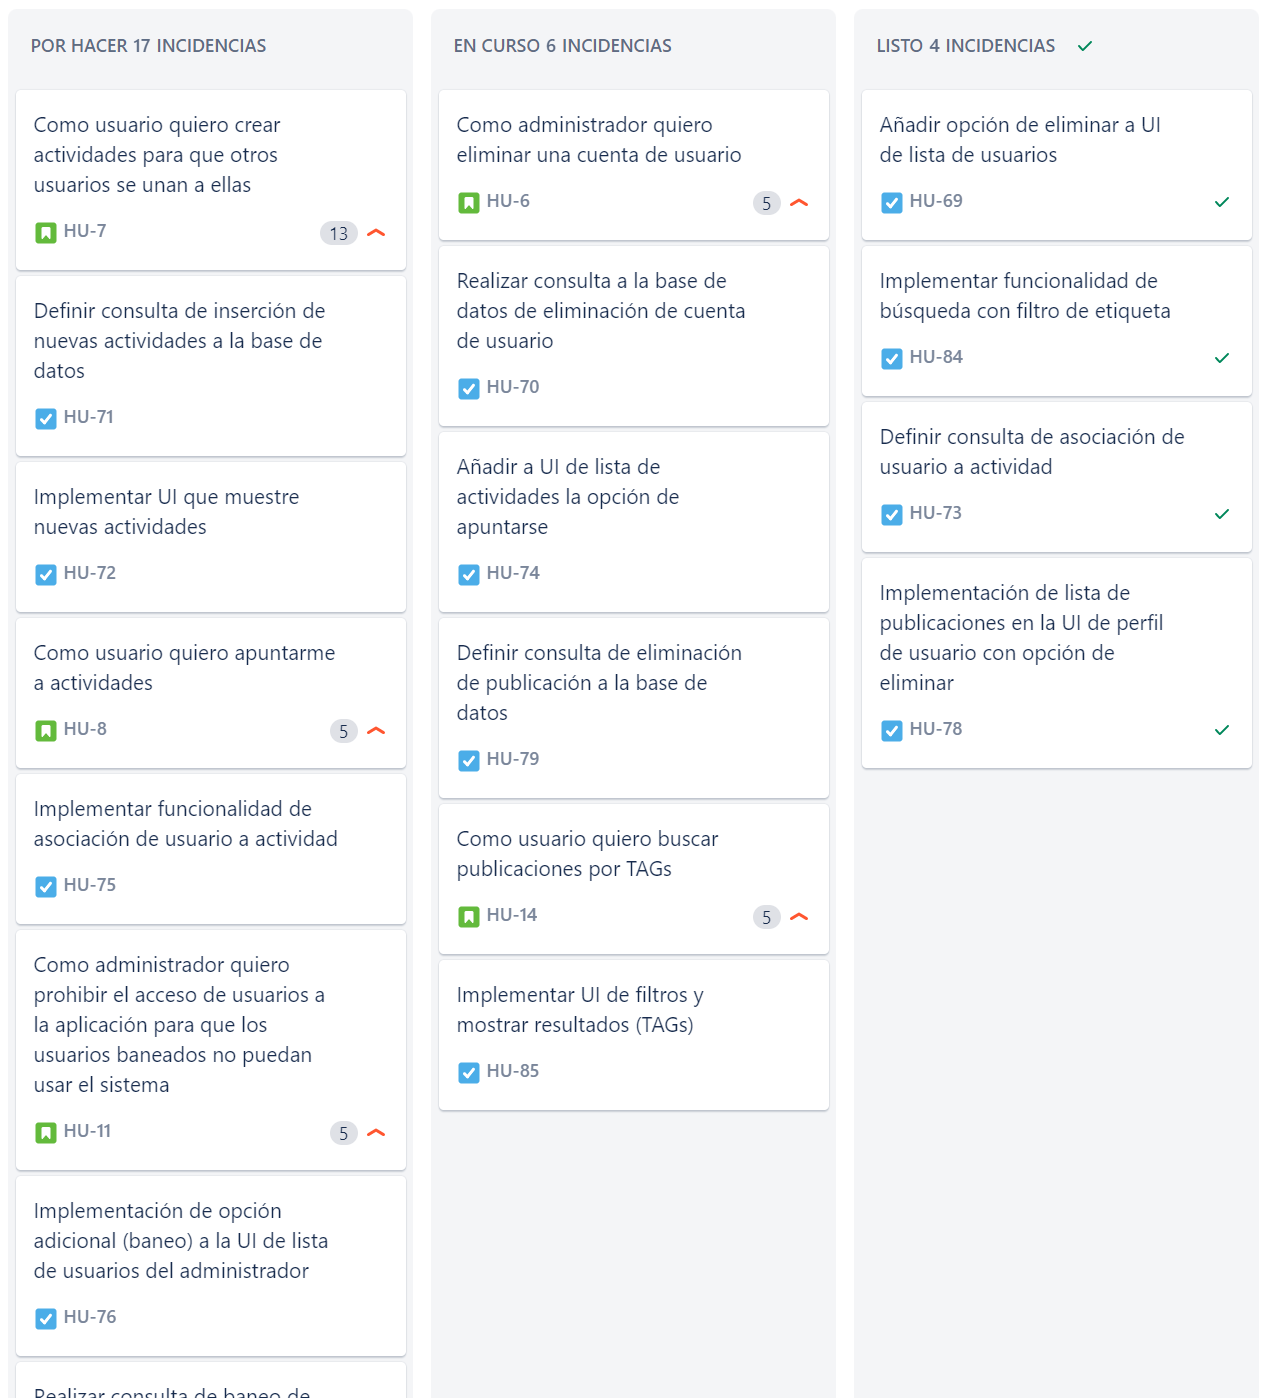 POR HACER 17 INCIDENCIAS
Como usuario quiero crear
actividades para que otros
usuarios se unan a ellas
HU-7
13
Definir consulta de inserción de
nuevas actividades a la base de
datos
HU-71
Implementar UI que muestre
nuevas actividades
HU-72
Como usuario quiero apuntarme
a actividades
HU-8
5
Implementar funcionalidad de
asociación de usuario a actividad
HU-75
Como administrador quiero
prohibir el acceso de usuarios a
la aplicación para que los
usuarios baneados no puedan
usar el sistema
HU-11
5
Implementación de opción
adicional (baneo) a la UI de lista
de usuarios del administrador
HU-76
Realizar consulta de baneo de
EN CURSO 6 INCIDENCIAS
Como administrador quiero
eliminar una cuenta de usuario
HU-6
5
Realizar consulta a la base de
datos de eliminación de cuenta
de usuario
HU-70
Añadir a UI de lista de
actividades la opción de
apuntarse
HU-74
Definir consulta de eliminación
de publicación a la base de
datos
HU-79
Como usuario quiero buscar
publicaciones por TAGs
HU-14
5
Implementar UI de filtros y
mostrar resultados (TAGs)
HU-85
LISTO 4 INCIDENCIAS
Añadir opción de eliminar a UI
de lista de usuarios
HU-69
Implementar funcionalidad de
búsqueda con filtro de etiqueta
HU-84
Definir consulta de asociación de
usuario a actividad
HU-73
Implementación de lista de
publicaciones en la UI de perfil
de usuario con opción de
eliminar
HU-78